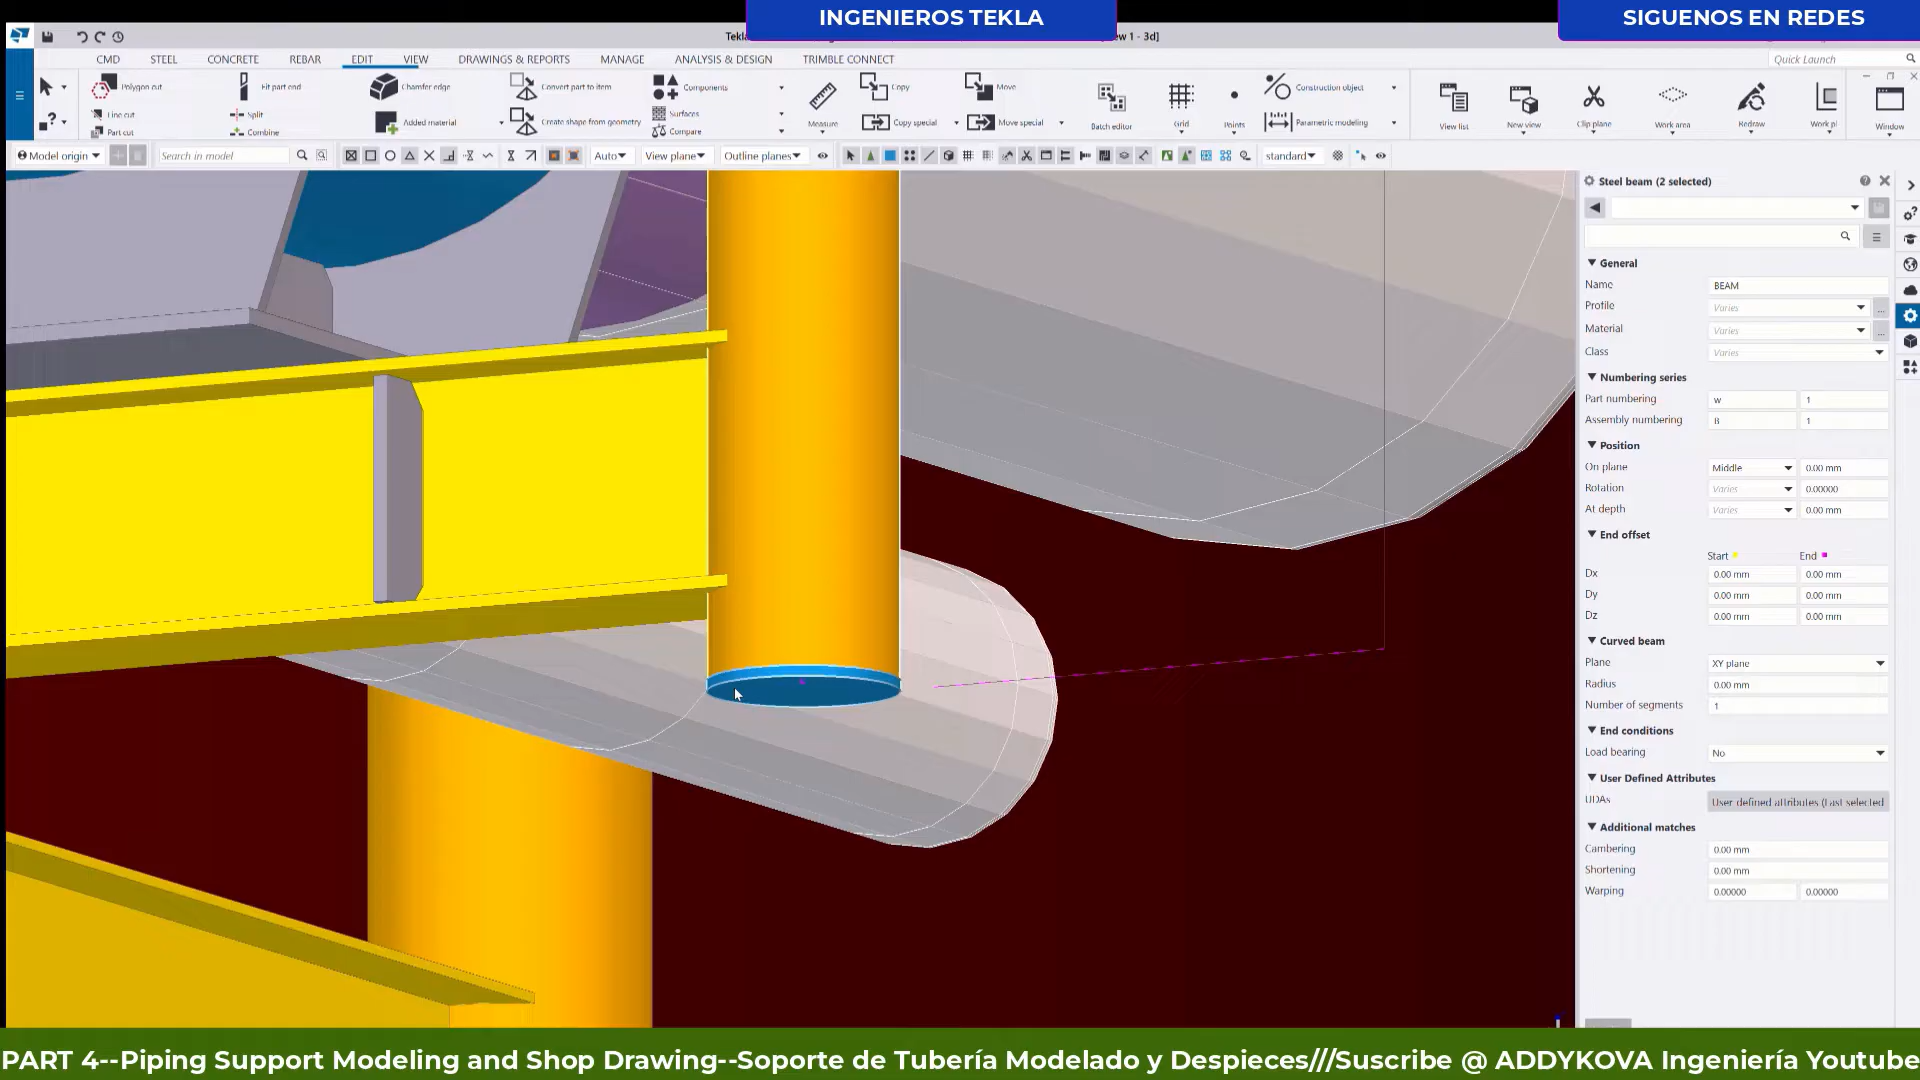 INGENIEROS TEKLA
SIGUENOS EN REDES
Tekl
ew 1 - 3d]
CMD STEEL CONCRETE REBAR EDIT VIEW DRAWINGS & REPORTS MANAGE ANALYSIS & DESIGN TRIMBLE CONNECT
Quick Launch
Polygon cut
Fit part end
Chamfer edge
Convert part to item
Components
Copy
Move
Construction object
Line cut
Split
Surfaces
Added material
Create shape from geometry
Copy special
Move special
Parametric modeling
Part cut
Combine
Compare
Measure
Batch editor
Grid
Points
View list
New view
Clip plane
Work area
Redraw
Work pl
Window
Model origin
Search in model
Auto
View plane
Outline planes
standard
Steel beam (2 selected)
General
Name BEAM
Profile Varies
Material Varies
Class Varies
Numbering series
Part numbering w 1
Assembly numbering B 1
Position
On plane Middle 0.00 mm
Rotation Varies 0.00000
At depth Varies 0.00 mm
End offset
Start End
Dx 0.00 mm 0.00 mm
Dy 0.00 mm 0.00 mm
Dz 0.00 mm 0.00 mm
Curved beam
Plane XY plane
Radius 0.00 mm
Number of segments 1
End conditions
Load bearing No
User Defined Attributes
UDAs User defined attributes (Last selected
Additional matches
Cambering 0.00 mm
Shortening 0.00 mm
Warping 0.00000 0.00000
PART 4--Piping Support Modeling and Shop Drawing--Soporte de Tubería Modelado y Despieces///Suscribe @ ADDYKOVA Ingeniería Youtube